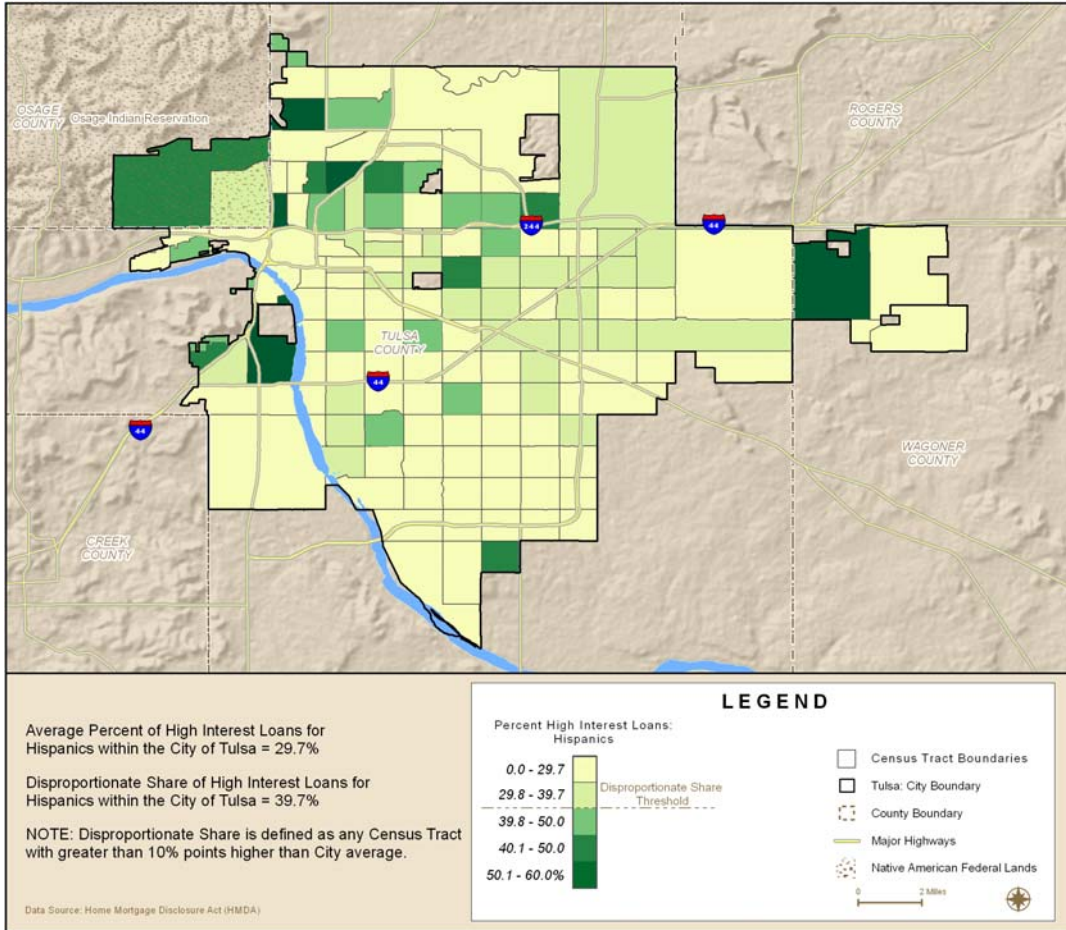 OSAGE
COUNTY
Osage Indian Reservation
ROGERS
COUNTY
244
44
TULSA
COUNTY
44
44
WAGONER
COUNTY
CREEK
COUNTY
Average Percent of High Interest Loans for
Hispanics within the City of Tulsa = 29.7%
Disproportionate Share of High Interest Loans for
Hispanics within the City of Tulsa = 39.7%
NOTE: Disproportionate Share is defined as any Census Tract
with greater than 10% points higher than City average.
Data Source: Home Mortgage Disclosure Act (HMDA)
LEGEND
Percent High Interest Loans:
Hispanics
0.0 - 29.7
29.8 - 39.7
39.8 - 50.0
40.1 - 50.0
50.1 - 60.0%
Disproportionate Share
Threshold
Census Tract Boundaries
Tulsa: City Boundary
County Boundary
Major Highways
Native American Federal Lands
0 2 Miles